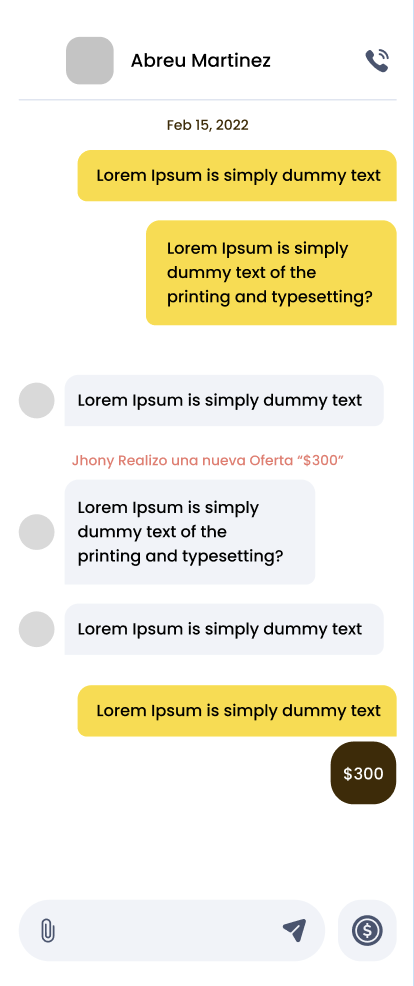 Abreu Martinez
Feb 15, 2022
Lorem Ipsum is simply dummy text
Lorem Ipsum is simply
dummy text of the
printing and typesetting?
Lorem Ipsum is simply dummy text
Jhony Realizo una nueva Oferta “$300”
Lorem Ipsum is simply
dummy text of the
printing and typesetting?
Lorem Ipsum is simply dummy text
Lorem Ipsum is simply dummy text
$300
$